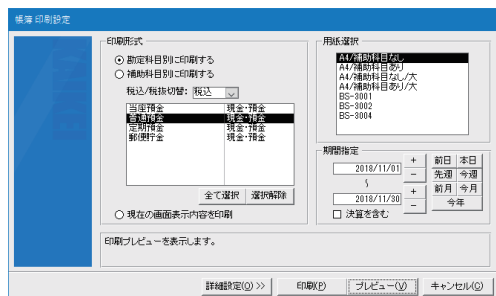 帳簿 印刷設定
印刷形式
勘定科目別に印刷する
補助科目別に印刷する
税込/税抜切替: 税込
当座預金 現金・預金
普通預金 現金・預金
定期預金 現金・預金
郵便貯金 現金・預金
全て選択 選択解除
現在の画面表示内容を印刷
用紙選択
A4/補助科目なし
A4/補助科目あり
A4/補助科目なし/大
A4/補助科目あり/大
BS-3001
BS-3002
BS-3004
期間指定
2018/11/01 + − 前日 本日
先週 今週
2018/11/30 + − 前月 今月
今年
決算を含む
印刷プレビューを表示します。
詳細設定(O) >> 印刷(P) プレビュー(V) キャンセル(C)